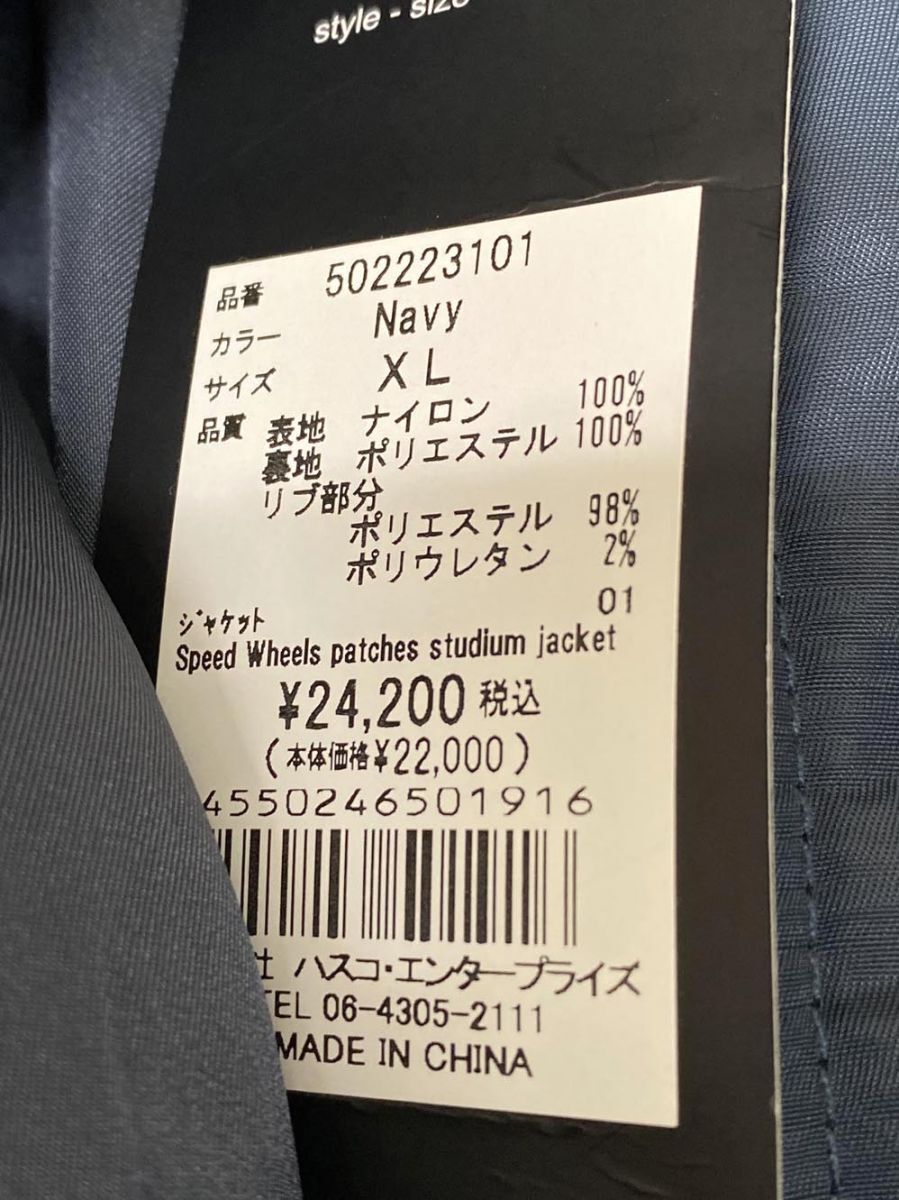 style - size
品番 502223101
カラー Navy
サイズ XL
品質 表地 ナイロン 100%
裏地 ポリエステル 100%
リブ部分
ポリエステル 98%
ポリウレタン 2%
01
ジャケット
Speed Wheels patches studium jacket
¥24,200 税込
(本体価格¥22,000)
4550246501916
社 ハスコ・エンタープライズ
TEL 06-4305-2111
MADE IN CHINA